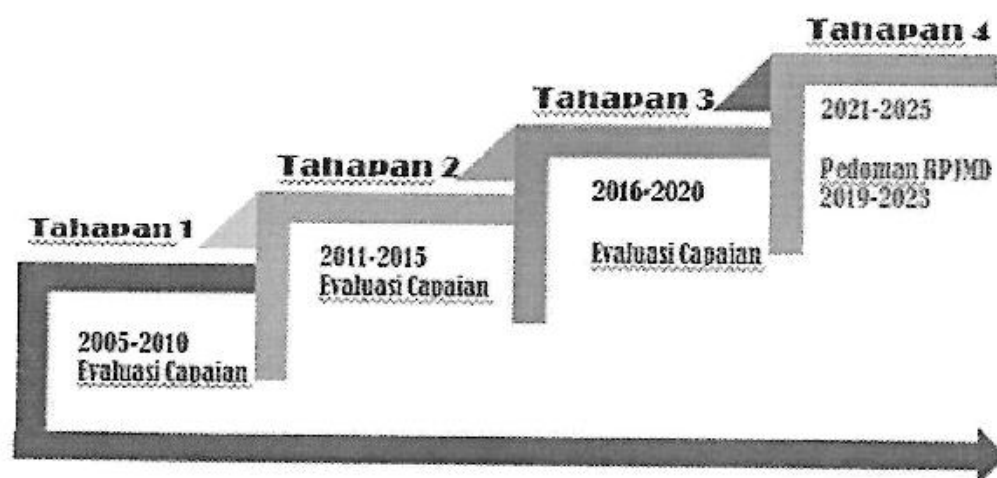 Tahapan 1
2005-2010
Evaluasi Capaian
Tahapan 2
2011-2015
Evaluasi Capaian
Tahapan 3
2016-2020
Evaluasi Capaian
Tahapan 4
2021-2025
Pedoman RPJMD
2019-2023